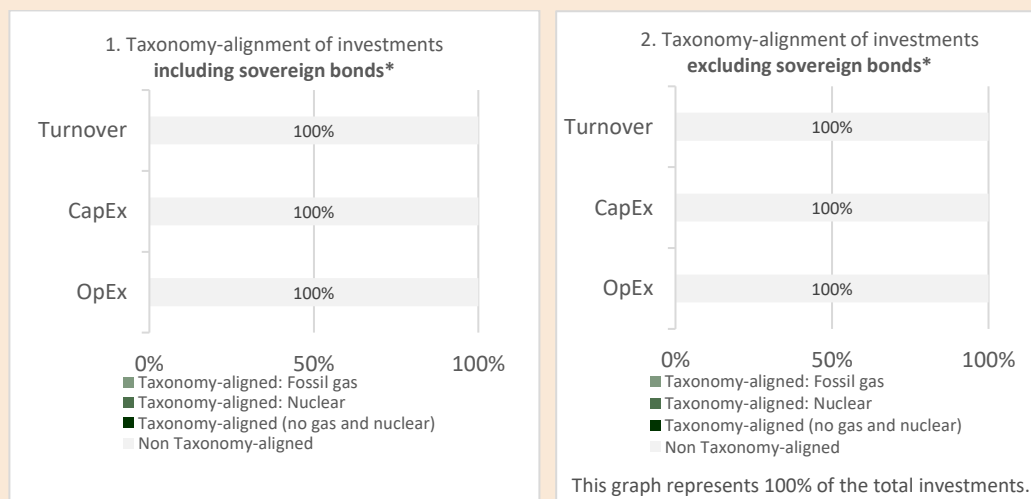 1. Taxonomy-alignment of investments
including sovereign bonds*
Turnover
100%
CapEx
100%
OpEx
100%
0%
50%
100%
Taxonomy-aligned: Fossil gas
Taxonomy-aligned: Nuclear
Taxonomy-aligned (no gas and nuclear)
Non Taxonomy-aligned
2. Taxonomy-alignment of investments
excluding sovereign bonds*
Turnover
100%
CapEx
100%
OpEx
100%
0%
50%
100%
Taxonomy-aligned: Fossil gas
Taxonomy-aligned: Nuclear
Taxonomy-aligned (no gas and nuclear)
Non Taxonomy-aligned
This graph represents 100% of the total investments.